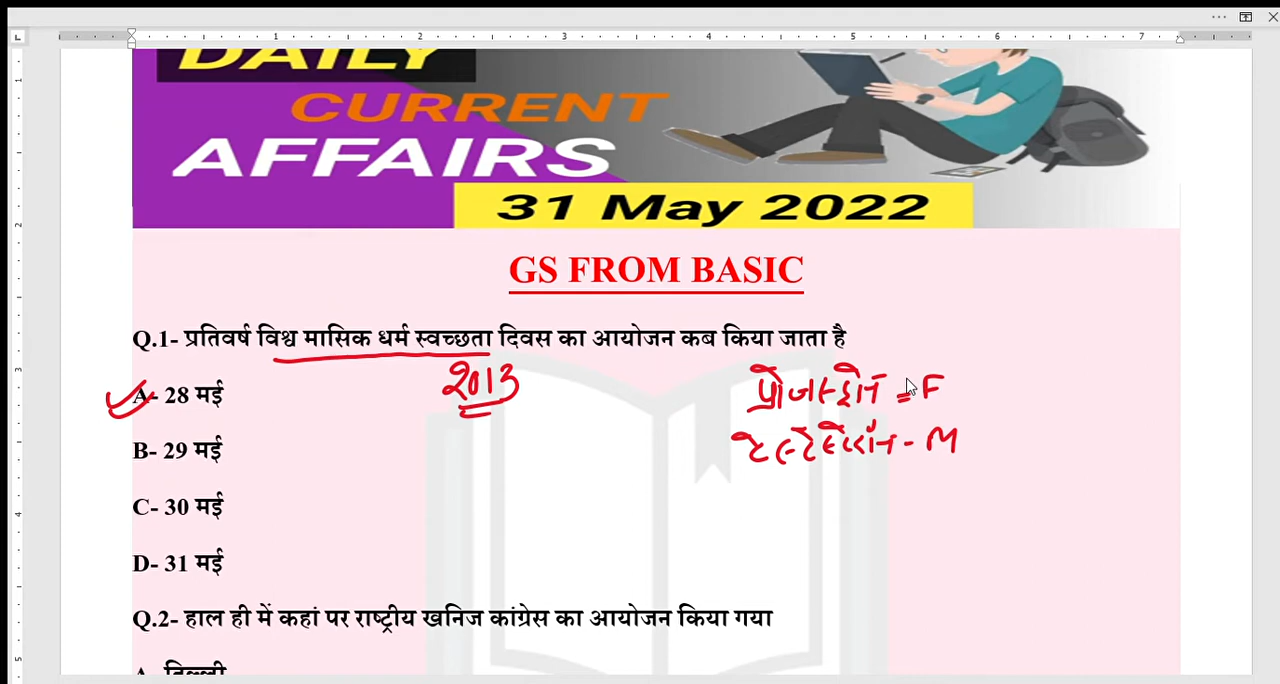 DAILY
CURRENT
AFFAIRS
31 May 2022
GS FROM BASIC
Q.1- प्रतिवर्ष विश्व मासिक धर्म स्वच्छता दिवस का आयोजन कब किया जाता है
A- 28 मई
2013
= F
B- 29 मई
- M
C- 30 मई
D- 31 मई
Q.2- हाल ही में कहां पर राष्ट्रीय खनिज कांग्रेस का आयोजन किया गया
A- दिल्ली